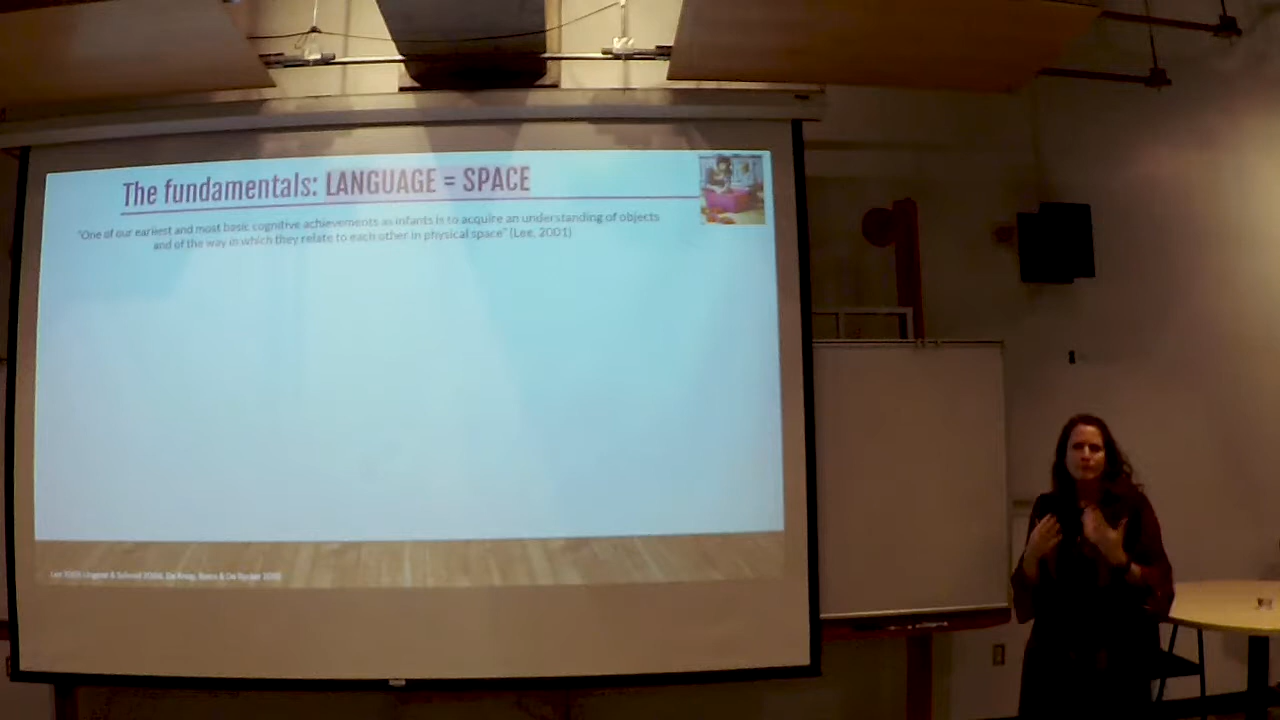 The fundamentals: LANGUAGE = SPACE
"One of our earliest and most basic cognitive achievements as infants is to acquire an understanding of objects
and of the way in which they relate to each other in physical space" (Lee, 2001)